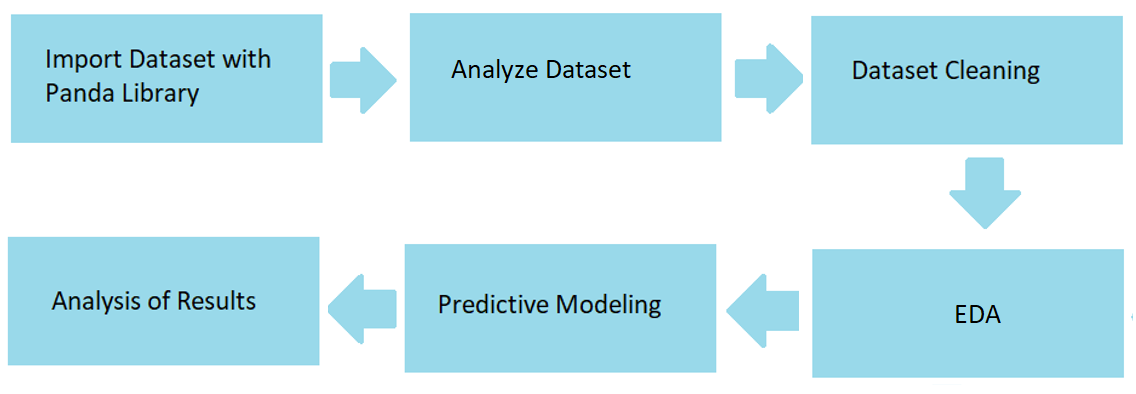 Import Dataset with
Panda Library
Analyze Dataset
Dataset Cleaning
EDA
Predictive Modeling
Analysis of Results